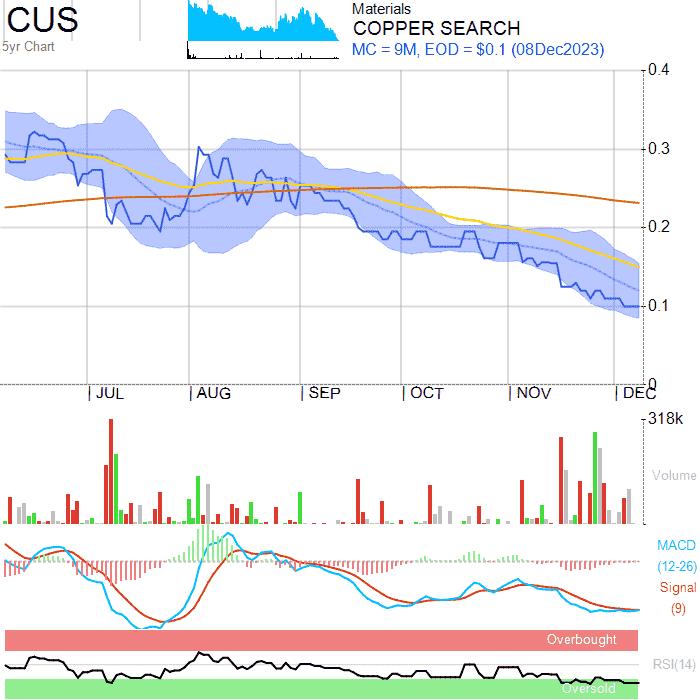 CUS
5yr Chart
Materials
COPPER SEARCH
MC = 9M, EOD = $0.1 (08Dec2023)
0.4
0.3
0.2
0.1
0
JUL AUG SEP OCT NOV DEC
318k
Volume
MACD
(12-26)
Signal
(9)
Overbought
RSI(14)
Oversold